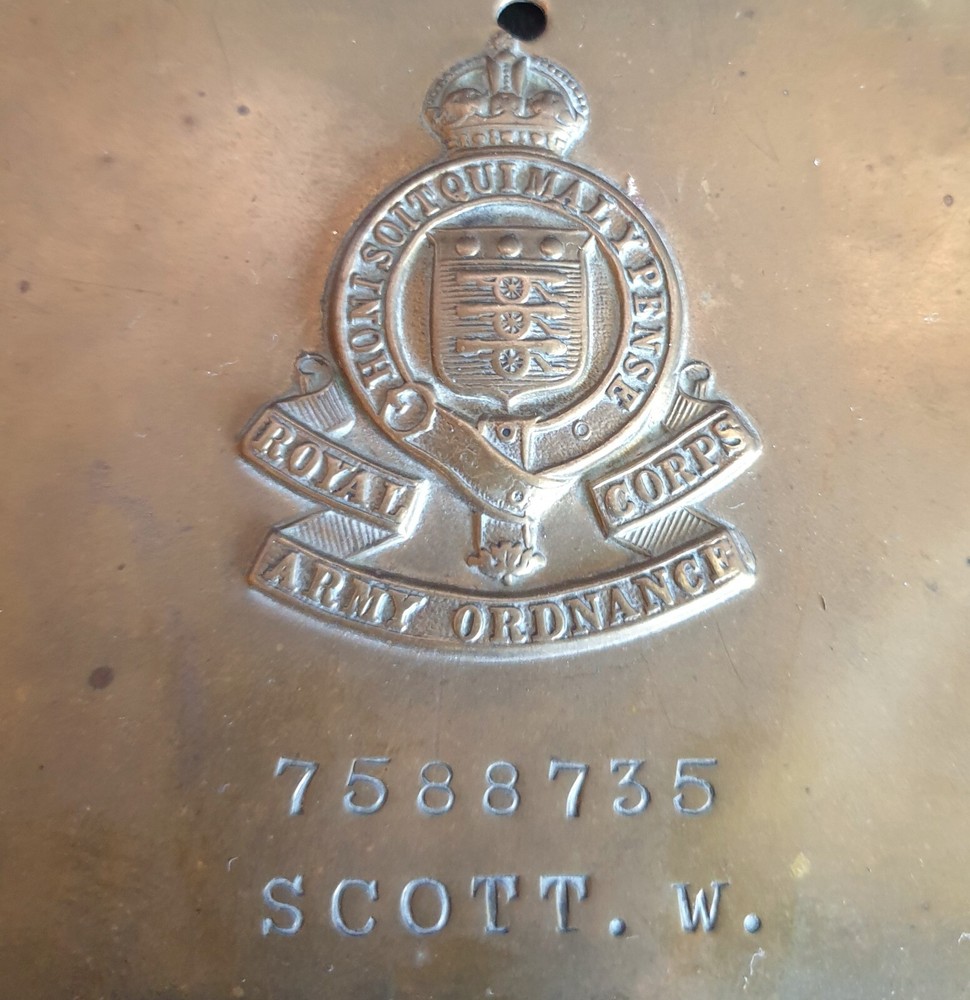 HONI SOIT QUI MAL Y PENSE
ROYAL CORPS
ARMY ORDNANCE
7588735
SCOTT. W.